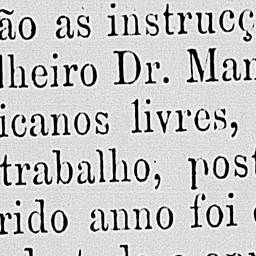 ão as instrucç
lheiro Dr. Man
icanos livres,
trabalho, post
rido anno foi